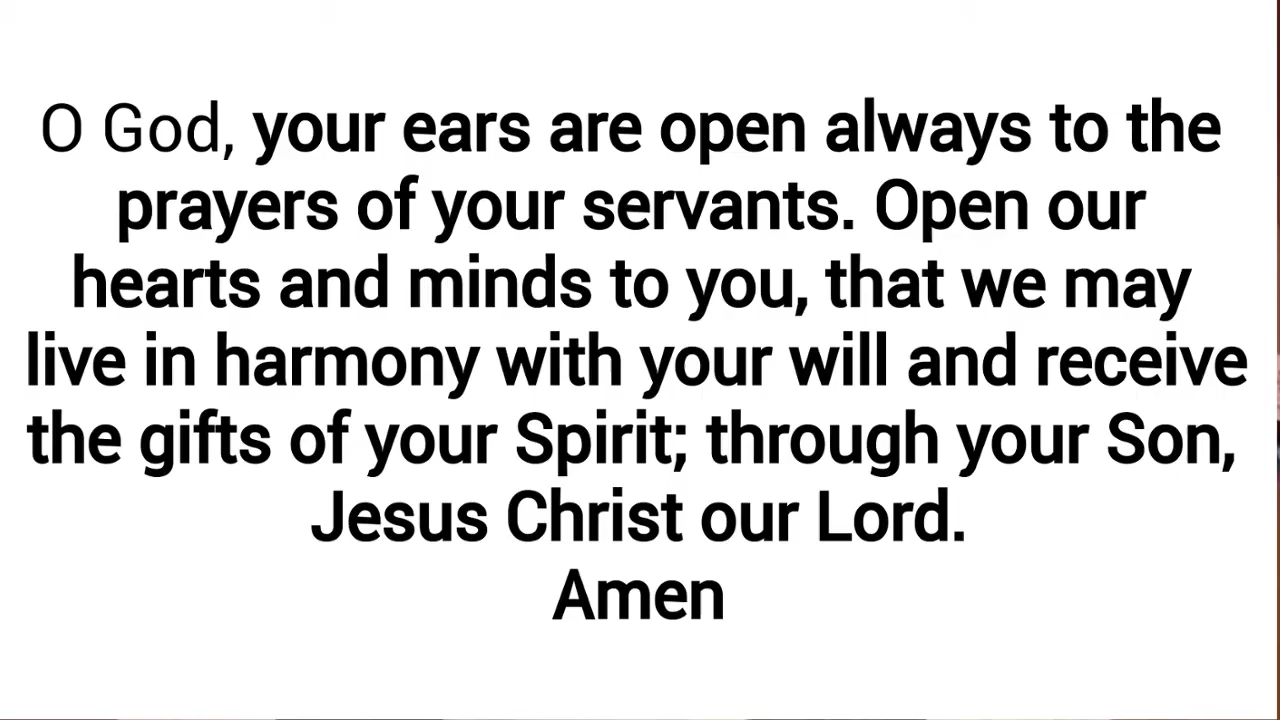 O God, your ears are open always to the
prayers of your servants. Open our
hearts and minds to you, that we may
live in harmony with your will and receive
the gifts of your Spirit; through your Son,
Jesus Christ our Lord.
Amen